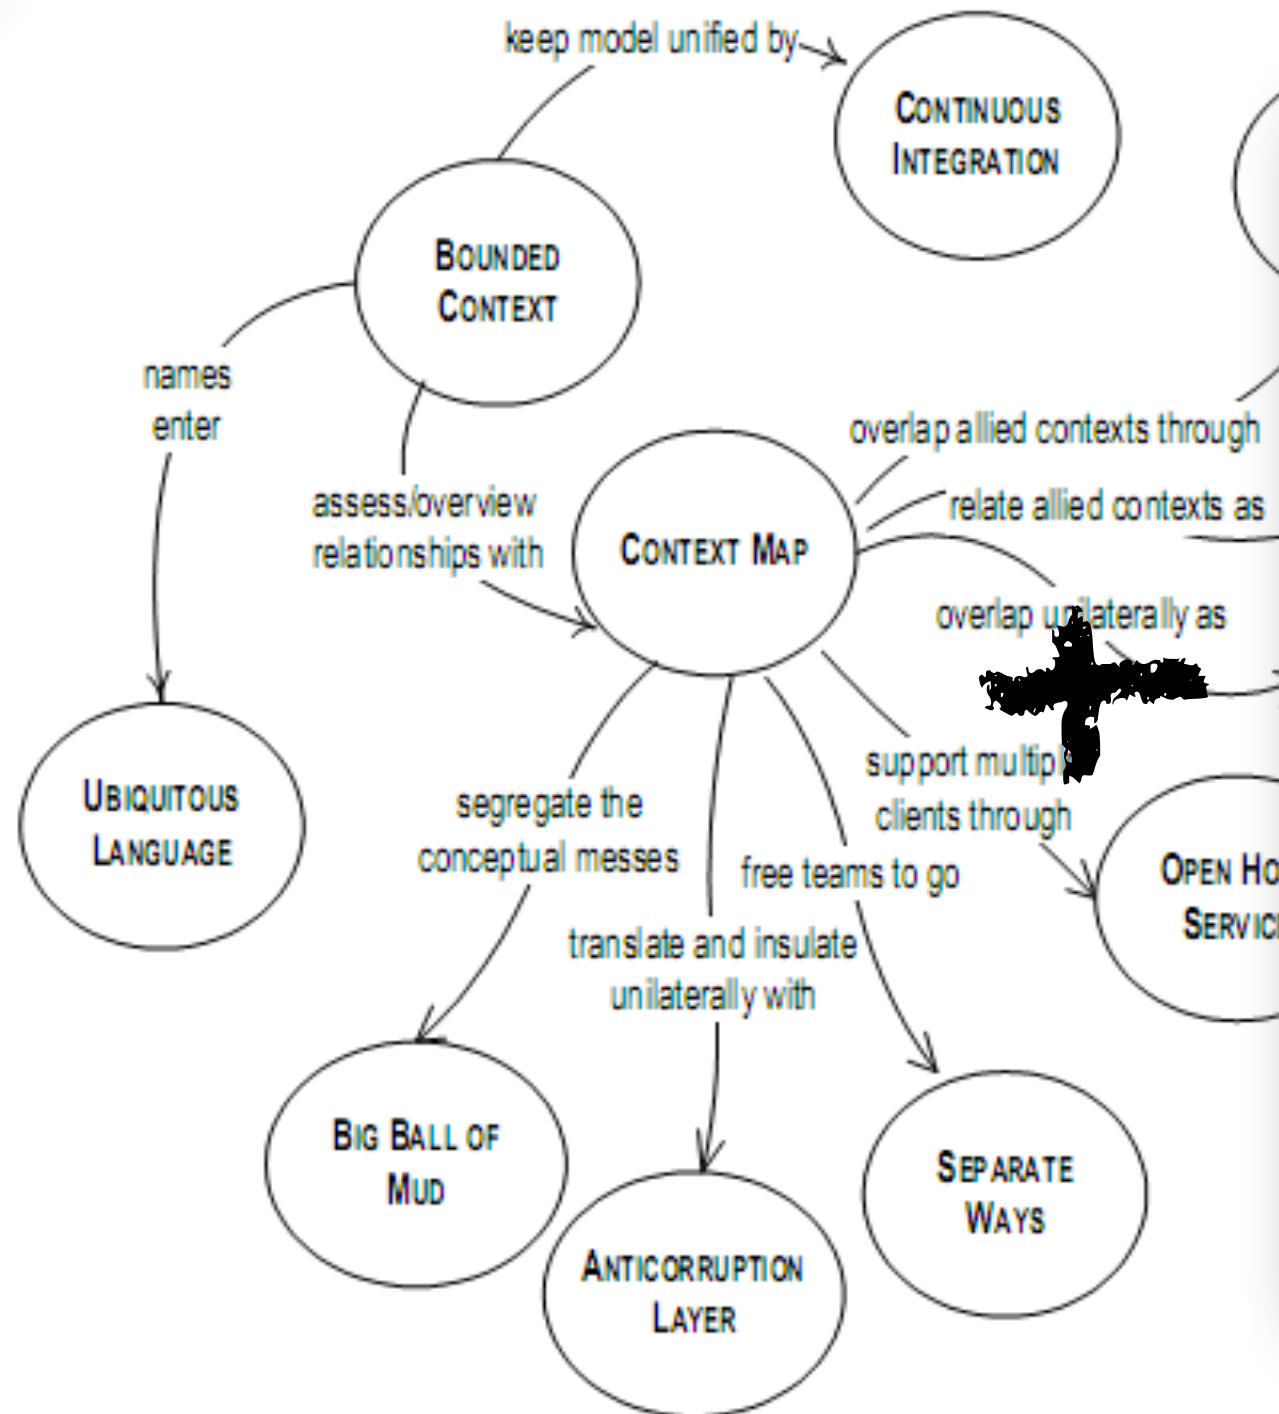 keep model unified by
CONTINUOUS
INTEGRATION
BOUNDED
CONTEXT
names
enter
assess/overview
relationships with
CONTEXT MAP
overlap allied contexts through
relate allied contexts as
overlap unilaterally as
support
clients through
UBIQUITOUS
LANGUAGE
segregate the
conceptual messes
free teams to go
translate and insulate
unilaterally with
OPEN
BIG BALL OF
MUD
SEPARATE
WAYS
ANTICORRUPTION
LAYER